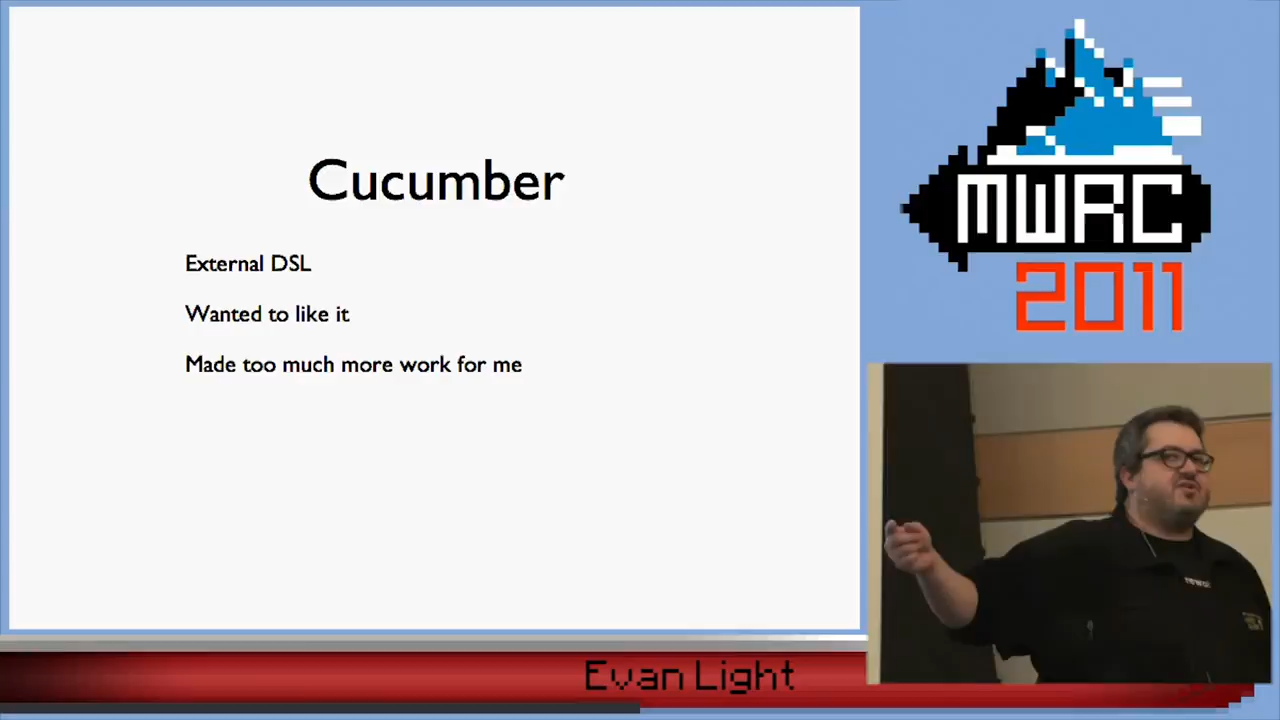 Cucumber
External DSL
Wanted to like it
Made too much more work for me
MWRC
2011
Evan Light